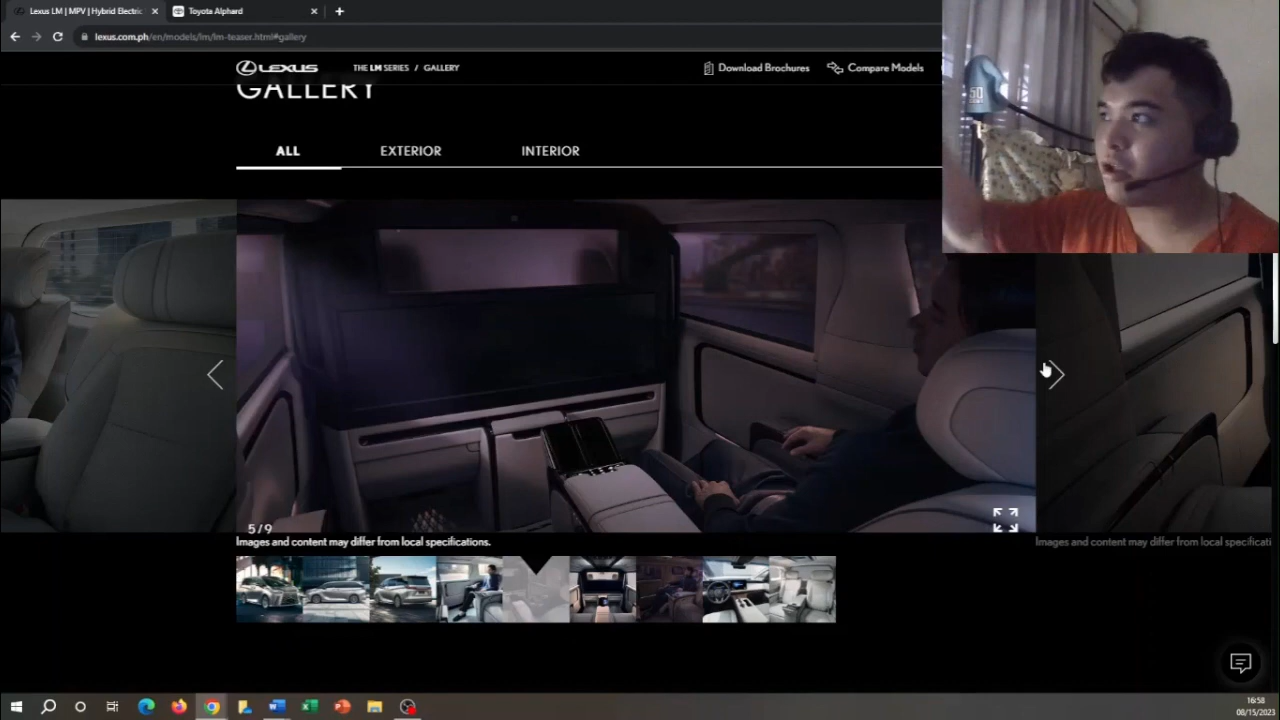 Lexus LM | MPV | Hybrid Electric
Toyota Alphard
lexus.com.ph/en/models/lm/lm-teaser.html#gallery
LEXUS
THE LM SERIES / GALLERY
Download Brochures
Compare Models
GALLERY
ALL
EXTERIOR
INTERIOR
50
5/9
Images and content may differ from local specifications.
Images and content may differ from local specificati
16:58
08/15/2023